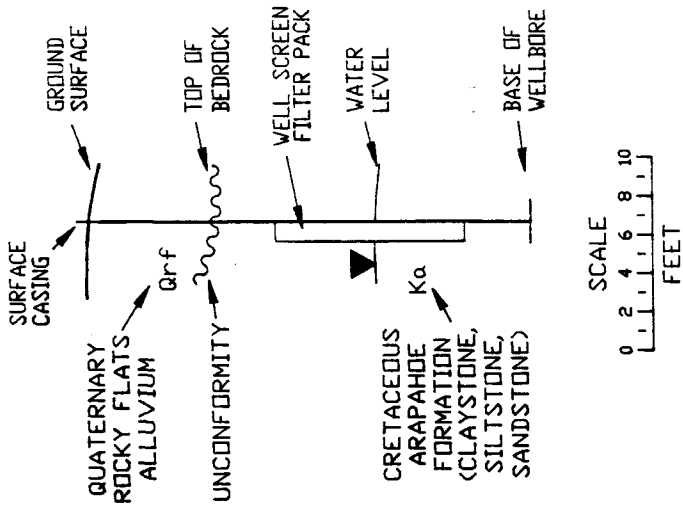 SURFACE
CASING
GROUND
SURFACE
QUATERNARY
ROCKY FLATS
ALLUVIUM
Qrf
TOP OF
BEDROCK
UNCONFORMITY
WELL SCREEN
FILTER PACK
WATER
LEVEL
CRETACEOUS
ARAPAHOE
FORMATION
(CLAYSTONE,
SILTSTONE,
SANDSTONE)
Ka
BASE OF
WELLBORE
SCALE
0 2 4 6 8 10
FEET